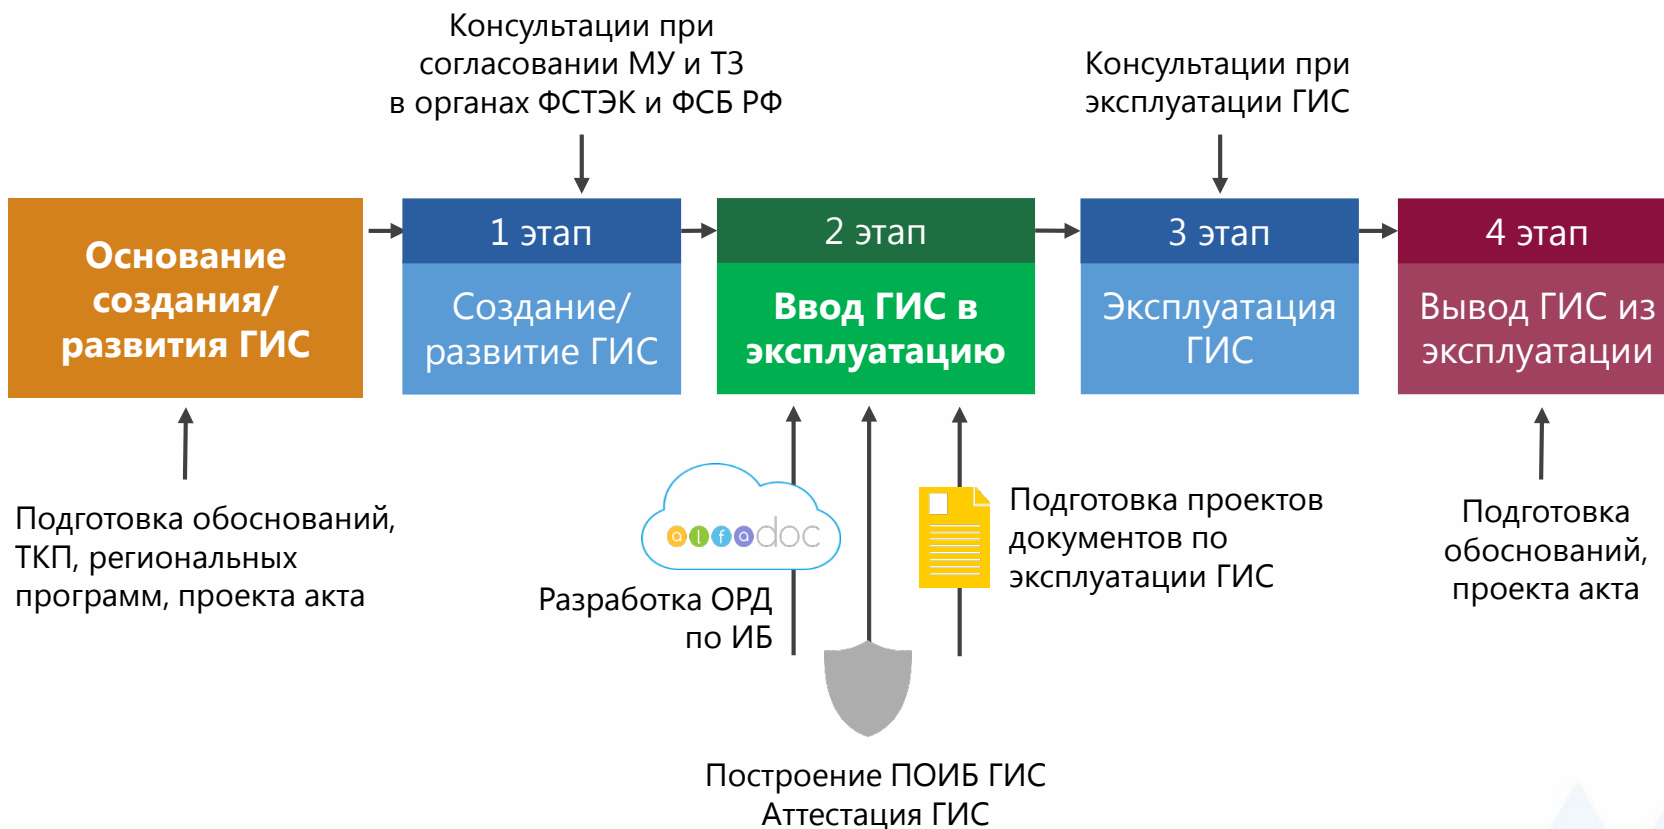 Консультации при
согласовании МУ и ТЗ
в органах ФСТЭК и ФСБ РФ
Консультации при
эксплуатации ГИС
Основание
создания/
развития ГИС
1 этап
Создание/
развитие ГИС
2 этап
Ввод ГИС в
эксплуатацию
3 этап
Эксплуатация
ГИС
4 этап
Вывод ГИС из
эксплуатации
Подготовка обоснований,
ТКП, региональных
программ, проекта акта
alfadoc
Разработка ОРД
по ИБ
Подготовка проектов
документов по
эксплуатации ГИС
Подготовка
обоснований,
проекта акта
Построение ПОИБ ГИС
Аттестация ГИС